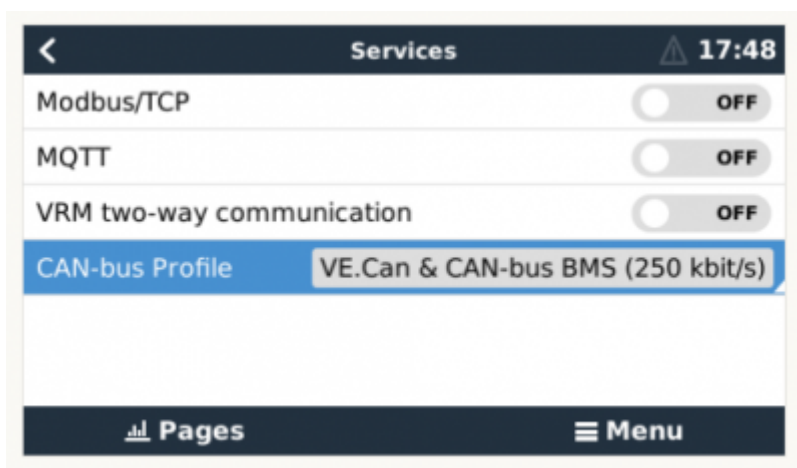 Services 17:48
Modbus/TCP OFF
MQTT OFF
VRM two-way communication OFF
CAN-bus Profile VE.Can & CAN-bus BMS (250 kbit/s)
Pages Menu